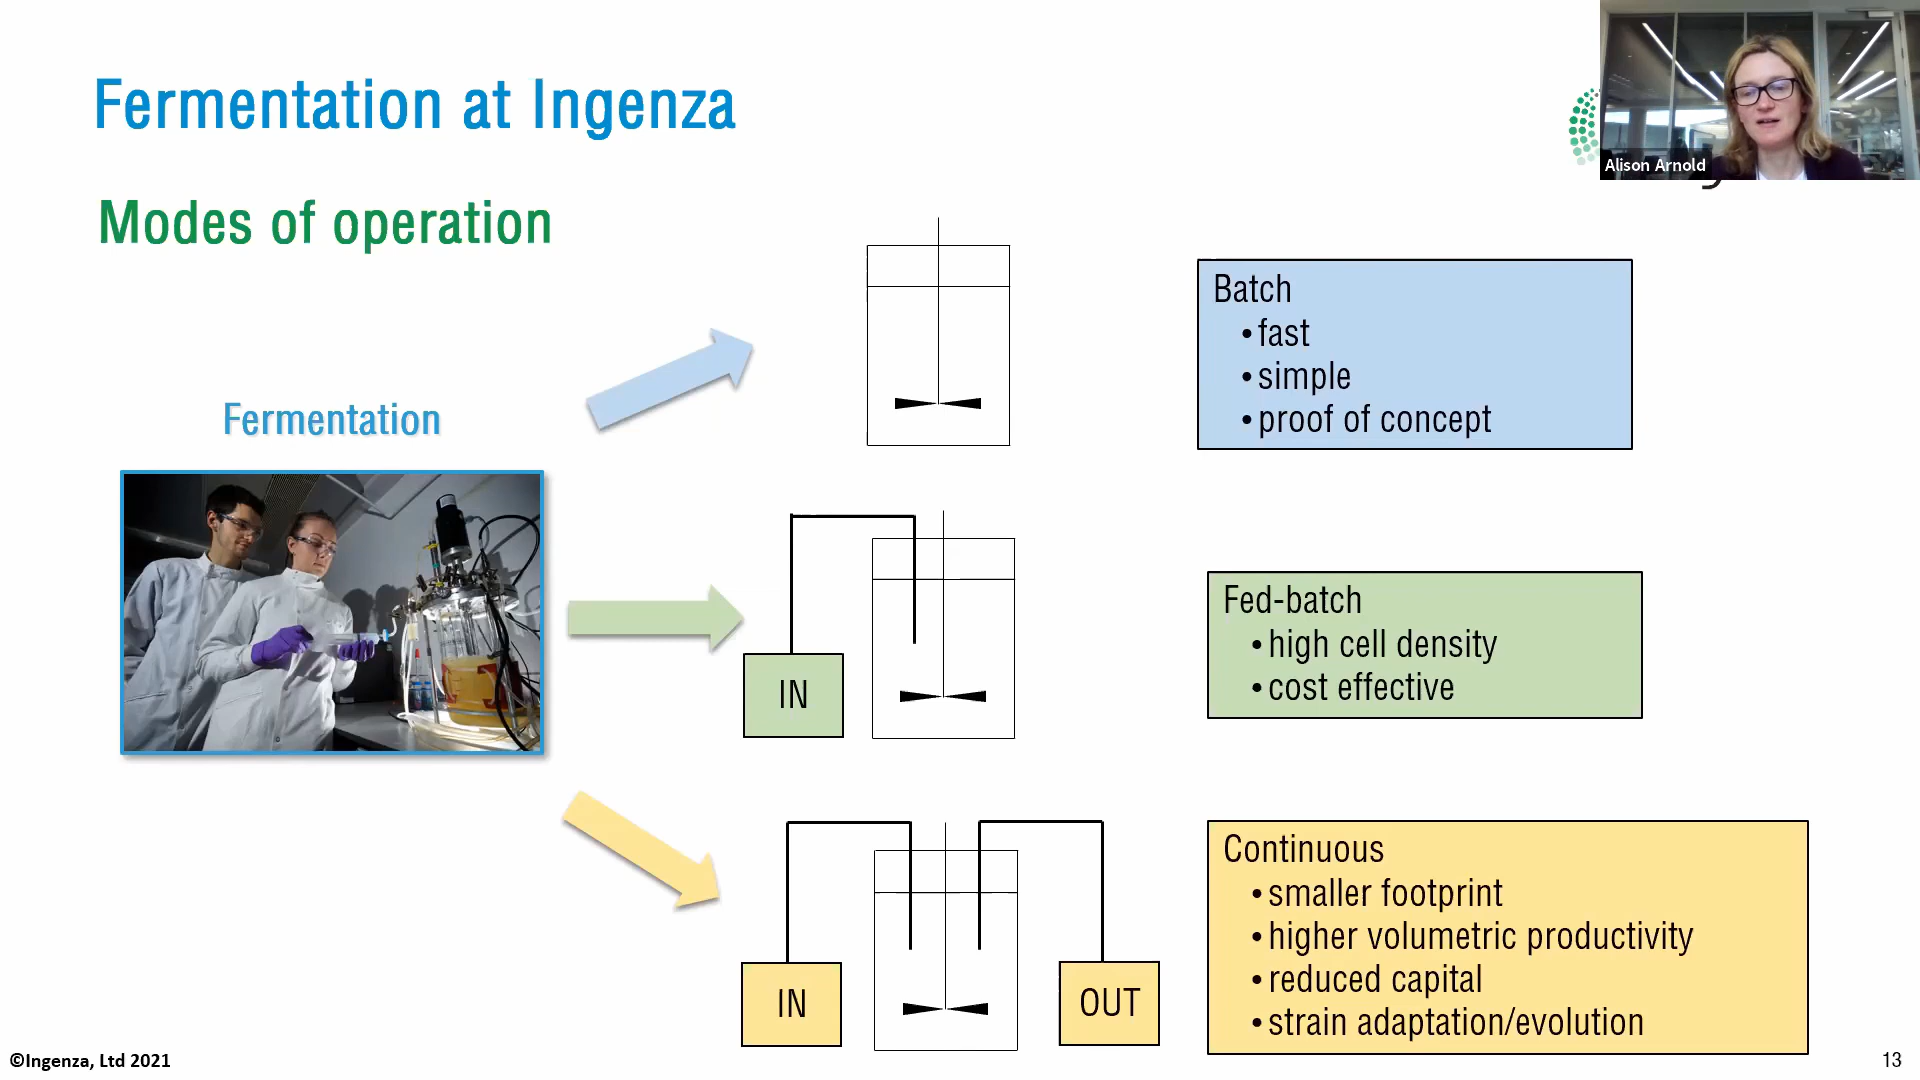 Fermentation at Ingenza
Alison Arnold
Modes of operation
Batch
• fast
• simple
• proof of concept
Fermentation
Fed-batch
• high cell density
• cost effective
IN
Continuous
• smaller footprint
• higher volumetric productivity
• reduced capital
• strain adaptation/evolution
IN
OUT
©Ingenza, Ltd 2021
13